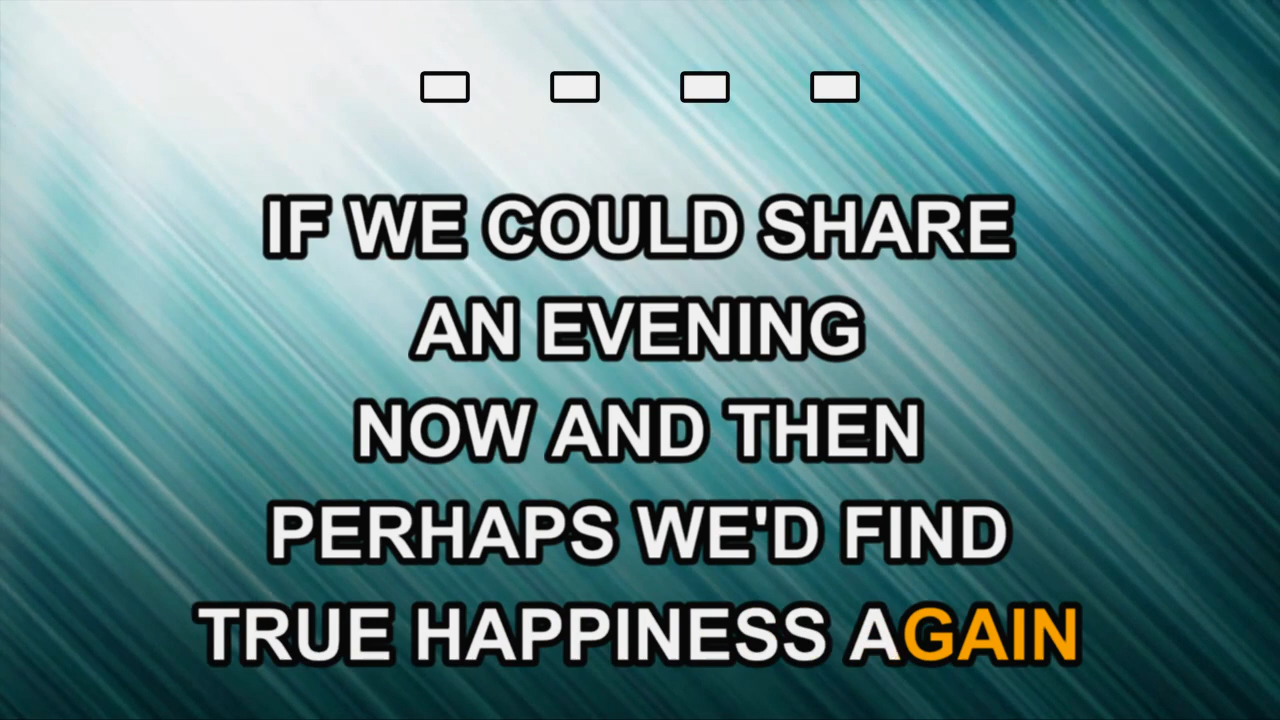 IF WE COULD SHARE
AN EVENING
NOW AND THEN
PERHAPS WE'D FIND
TRUE HAPPINESS AGAIN